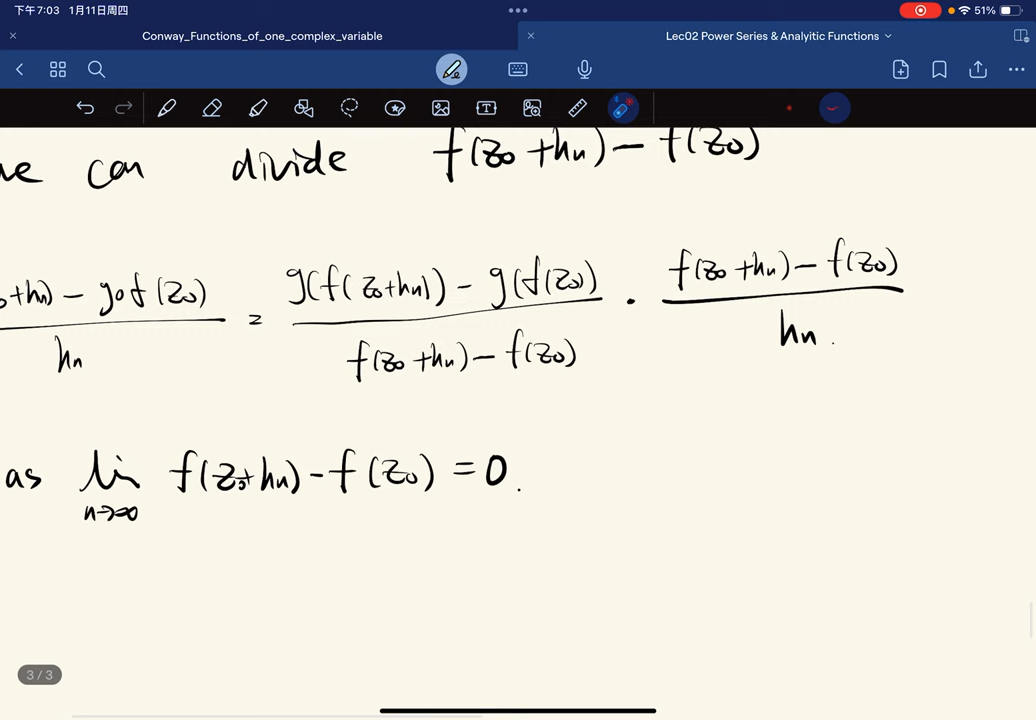 下午7:03 1月11日周四 51%
Conway_Functions_of_one_complex_variable Lec02 Power Series & Analyitic Functions
can divide f(z₀ + hₙ) − f(z₀)
+ hₙ) − g∘f(z₀) / hₙ = g(f(z₀+hₙ)) − g(f(z₀) / f(z₀ + hₙ) − f(z₀) · f(z₀ + hₙ) − f(z₀) / hₙ.
as lim n→∞ f(z₀+hₙ) − f(z₀) = 0.
3 / 3